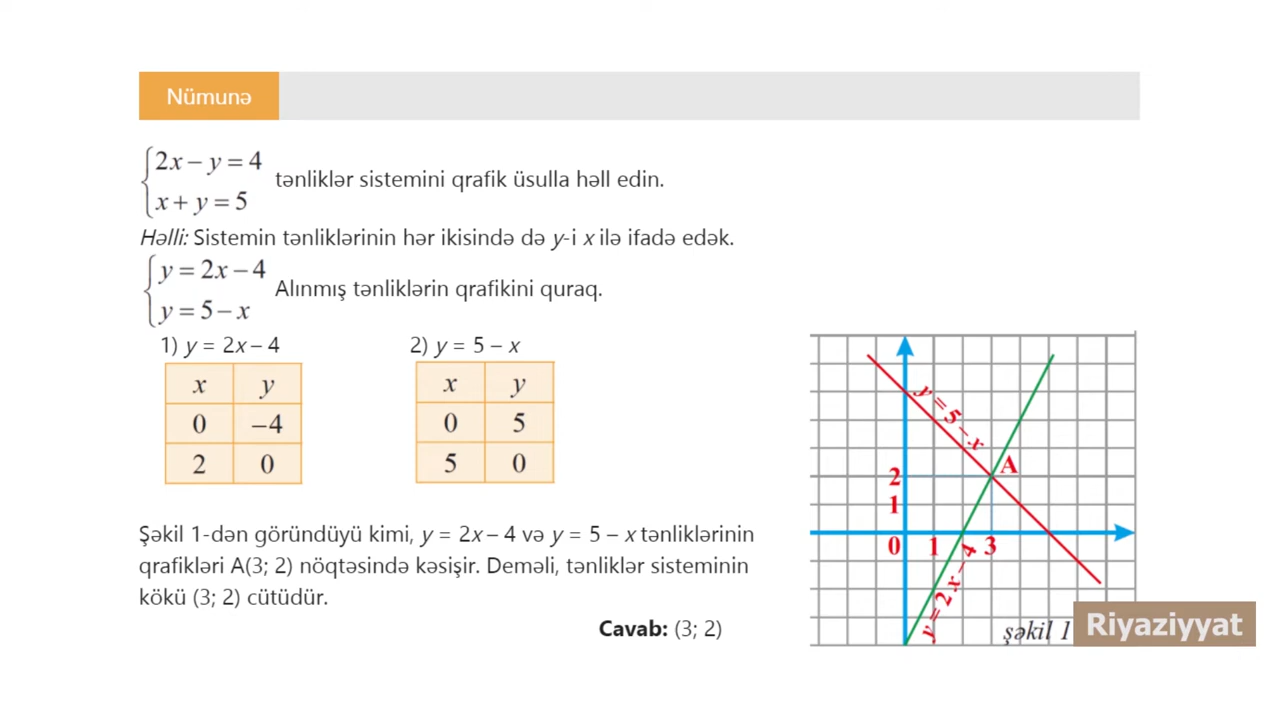 Nümunə
2x – y = 4
x + y = 5
tənliklər sistemini qrafik üsulla həll edin.
Həlli: Sistemin tənliklərinin hər ikisində də y-i x ilə ifadə edək.
y = 2x – 4
y = 5 – x
Alınmış tənliklərin qrafikini quraq.
1) y = 2x – 4
x y
0 –4
2 0
2) y = 5 – x
x y
0 5
5 0
Şəkil 1-dən göründüyü kimi, y = 2x – 4 və y = 5 – x tənliklərinin
qrafikləri A(3; 2) nöqtəsində kəsişir. Deməli, tənliklər sisteminin
kökü (3; 2) cütüdür.
Cavab: (3; 2)
y = 5 – x
A
2
1
0 1 3
y = 2x – 4
şəkil 1
Riyaziyyat